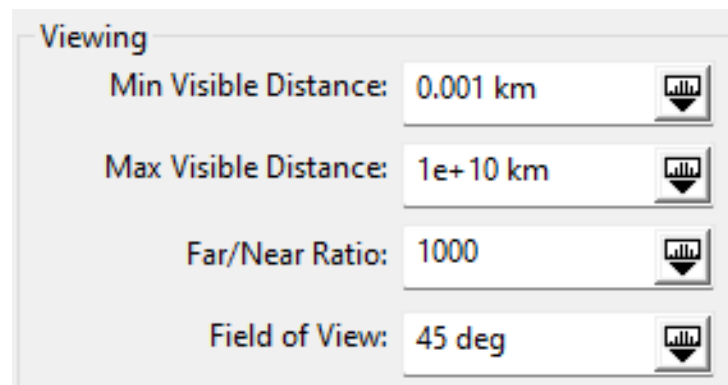 Viewing
Min Visible Distance: 0.001 km
Max Visible Distance: 1e+10 km
Far/Near Ratio: 1000
Field of View: 45 deg